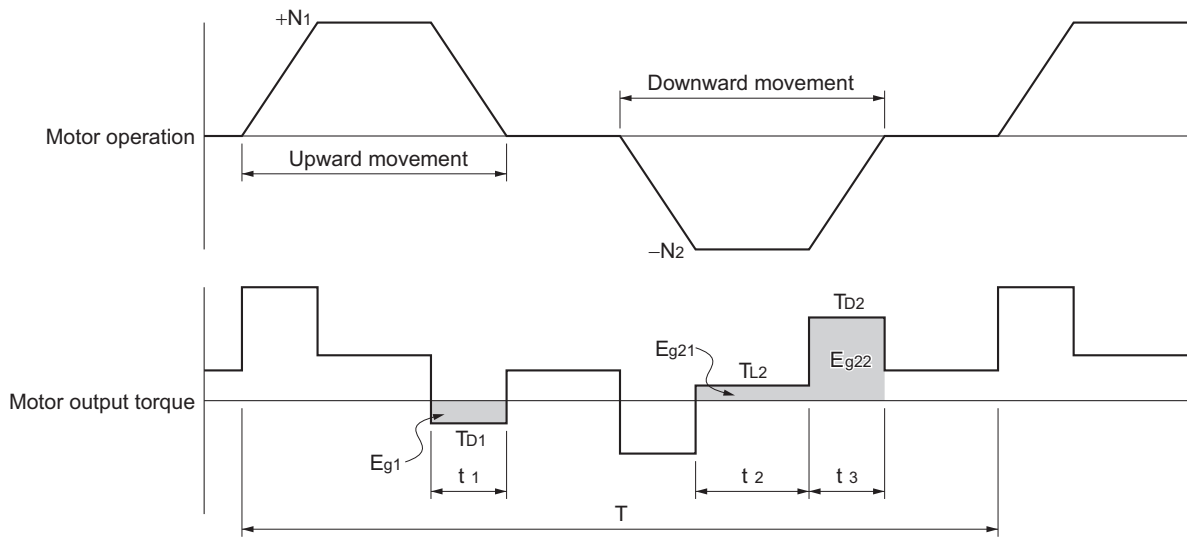 +N1
Downward movement
Motor operation
Upward movement
−N2
TD2
Eg21
TL2
Eg22
Motor output torque
TD1
Eg1
t 1
t 2
t 3
T